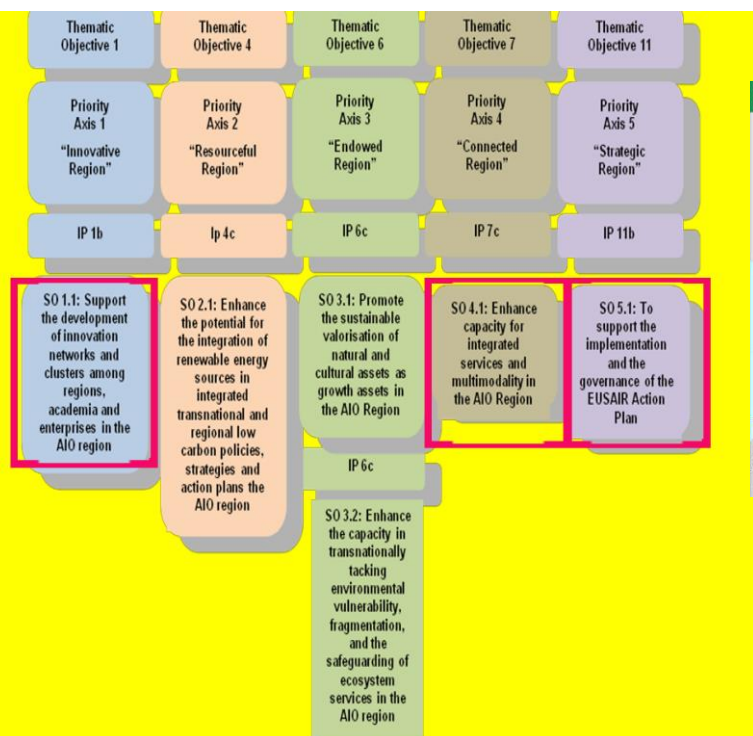 Thematic
Objective 1
Thematic
Objective 4
Thematic
Objective 6
Thematic
Objective 7
Thematic
Objective 11
Priority
Axis 1
“Innovative
Region”
Priority
Axis 2
“Resourceful
Region”
Priority
Axis 3
“Endowed
Region”
Priority
Axis 4
“Connected
Region”
Priority
Axis 5
“Strategic
Region”
IP 1b
Ip 4c
IP 6c
IP 7c
IP 11b
SO 1.1: Support
the development
of innovation
networks and
clusters among
regions,
academia and
enterprises in the
AIO region
SO 2.1: Enhance
the potential for
the integration of
renewable energy
sources in
integrated
transnational and
regional low
carbon policies,
strategies and
action plans the
AIO region
SO 3.1: Promote
the sustainable
valorisation of
natural and
cultural assets as
growth assets in
the AIO Region
SO 4.1: Enhance
capacity for
integrated
services and
multimodality in
the AIO Region
SO 5.1: To
support the
implementation
and the
governance of the
EUSAIR Action
Plan
IP 6c
SO 3.2: Enhance
the capacity in
transnationally
tacking
environmental
vulnerability,
fragmentation,
and the
safeguarding of
ecosystem
services in the
AIO region